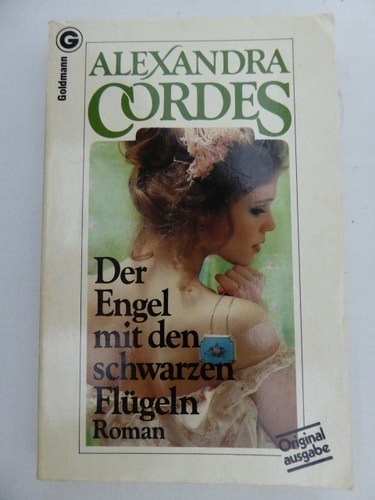 G
Goldmann
ALEXANDRA
CORDES
Der
Engel
mit den
schwarzen
Flügeln
Roman
Original
ausgabe